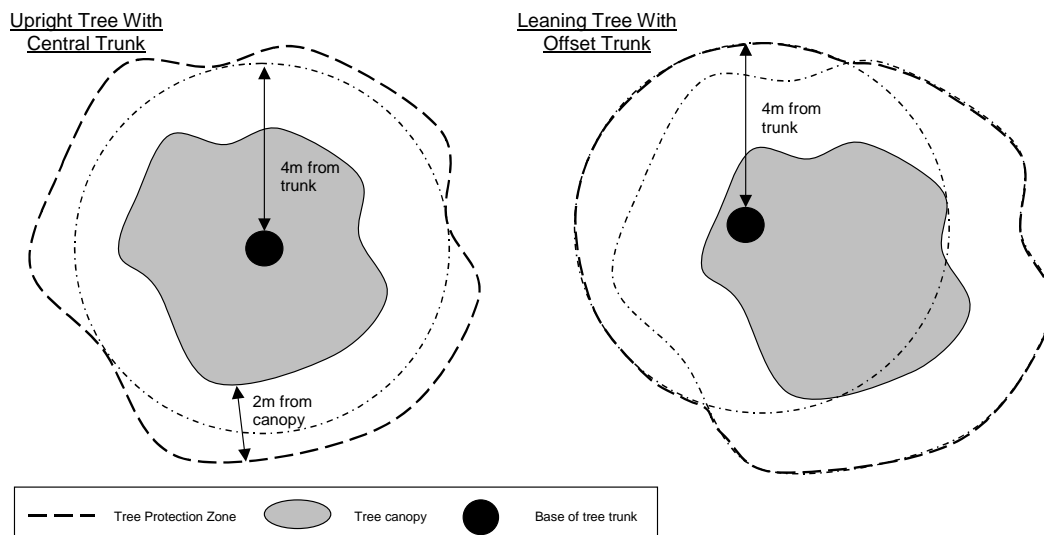 Upright Tree With
Central Trunk
4m from
trunk
2m from
canopy
Leaning Tree With
Offset Trunk
4m from
trunk
Tree Protection Zone
Tree canopy
Base of tree trunk